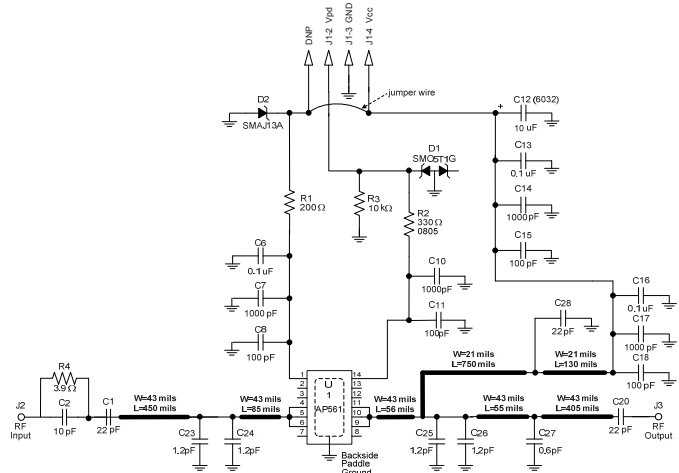 DNP
J1-2 Vpd
J1-3 GND
J1-4 Vcc
jumper wire
D2
SMAJ13A
+
C12 (6032)
10 uF
C13
0.1 uF
D1
SMC5T1G
C14
1000 pF
R1
200 Ω
R3
10 kΩ
R2
330 Ω
0805
C15
100 pF
C6
0.1 uF
C10
1000pF
C7
1000 pF
C11
100pF
C16
0.1uF
C28
22 pF
C17
1000 pF
C8
100 pF
W=21 mils
L=750 mils
W=21 mils
L=130 mils
C18
100 pF
R4
3.9 Ω
1
2
3
4
5
6
7
14
13
12
11
10
9
8
U
1
AP561
J2
RF
Input
C2
10 pF
C1
22 pF
W=43 mils
L=450 mils
W=43 mils
L=85 mils
W=43 mils
L=56 mils
W=43 mils
L=55 mils
W=43 mils
L=405 mils
C20
22 pF
J3
RF
Output
C23
1.2pF
C24
1.2pF
C25
1.2pF
C26
1.2pF
C27
0.6pF
Backside
Paddle
Ground